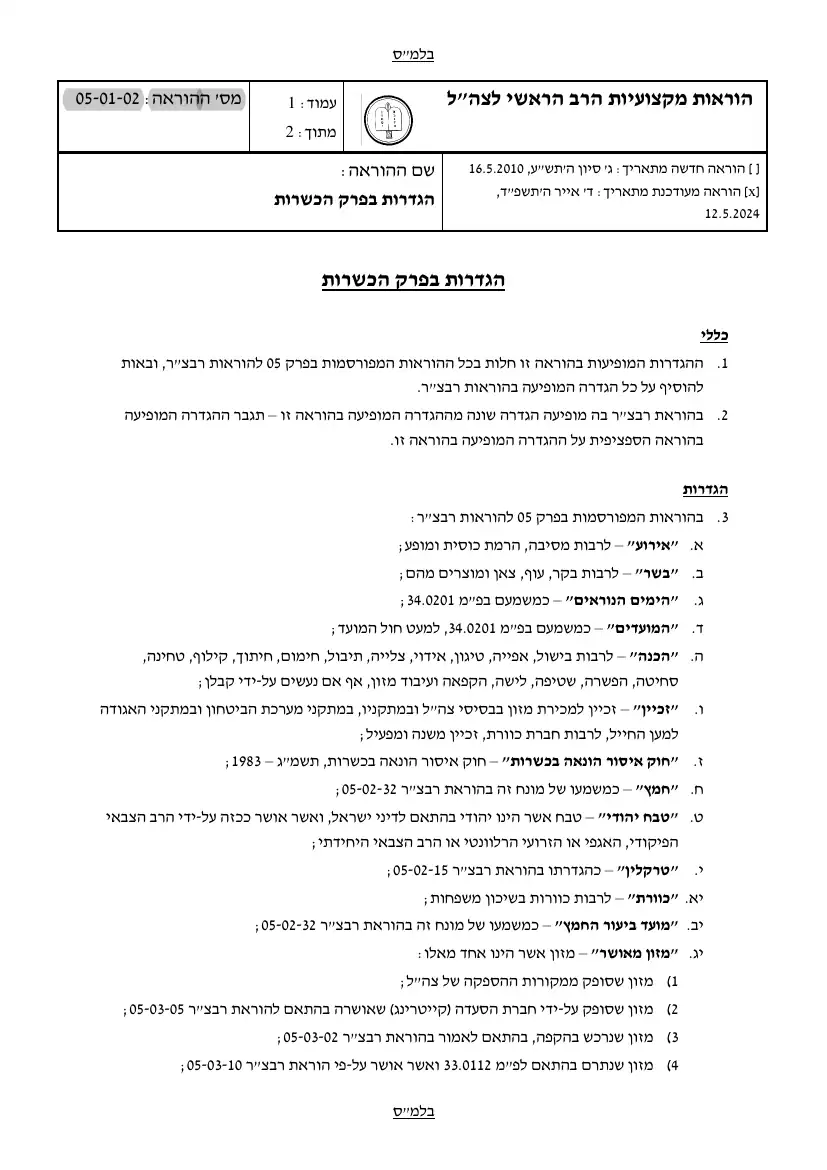 בלמ״ס
הוראות מקצועיות הרב הראשי לצה״ל
עמוד: 1
מתוך: 2
מס׳ ההוראה: 05-01-02
[ ] הוראה חדשה מתאריך: ג׳ סיון ה׳תש״ע, 16.5.2010
[x] הוראה מעודכנת מתאריך: ד׳ אייר ה׳תשפ״ד,
12.5.2024
שם ההוראה:
הגדרות בפרק הכשרות
הגדרות בפרק הכשרות
כללי
1. ההגדרות המופיעות בהוראה זו חלות בכל ההוראות המפורסמות בפרק 05 להוראות רבצ״ר, ובאות
להוסיף על כל הגדרה המופיעה בהוראות רבצ״ר.
2. בהוראת רבצ״ר בה מופיעה הגדרה שונה מההגדרה המופיעה בהוראה זו – תגבר ההגדרה המופיעה
בהוראה הספציפית על ההגדרה המופיעה בהוראה זו.
הגדרות
3. בהוראות המפורסמות בפרק 05 להוראות רבצ״ר:
א. ״אירוע״ – לרבות מסיבה, הרמת כוסית ומופע;
ב. ״בשר״ – לרבות בקר, עוף, צאן ומוצרים מהם;
ג. ״הימים הנוראים״ – כמשמעם בפ״מ 34.0201;
ד. ״המועדים״ – כמשמעם בפ״מ 34.0201, למעט חול המועד;
ה. ״הכנה״ – לרבות בישול, אפייה, טיגון, אידוי, צלייה, תיבול, חימום, חיתוך, קילוף, טחינה,
סחיטה, הפשרה, שטיפה, לישה, הקפאה ועיבוד מזון, אף אם נעשים על-ידי קבלן;
ו. ״זכיין״ – זכיין למכירת מזון בבסיסי צה״ל ובמתקניו, במתקני מערכת הביטחון ובמתקני האגודה
למען החייל, לרבות חברת כוורת, זכיין משנה ומפעיל;
ז. ״חוק איסור הונאה בכשרות״ – חוק איסור הונאה בכשרות, תשמ״ג – 1983;
ח. ״חמץ״ – כמשמעו של מונח זה בהוראת רבצ״ר 05-02-32;
ט. ״טבח יהודי״ – טבח אשר הינו יהודי בהתאם לדיני ישראל, ואשר אושר ככזה על-ידי הרב הצבאי
הפיקודי, האגפי או הזרועי הרלוונטי או הרב הצבאי היחידתי;
י. ״טרקלין״ – כהגדרתו בהוראת רבצ״ר 05-02-15;
יא. ״כוורת״ – לרבות כוורות בשיכון משפחות;
יב. ״מועד ביעור החמץ״ – כמשמעו של מונח זה בהוראת רבצ״ר 05-02-32;
יג. ״מזון מאושר״ – מזון אשר הינו אחד מאלו:
1) מזון שסופק ממקורות ההספקה של צה״ל;
2) מזון שסופק על-ידי חברת הסעדה (קייטרינג) שאושרה בהתאם להוראת רבצ״ר 05-03-05;
3) מזון שנרכש בהקפה, בהתאם לאמור בהוראת רבצ״ר 05-03-02;
4) מזון שנתרם בהתאם לפ״מ 33.0112 ואשר אושר על-פי הוראת רבצ״ר 05-03-10;
בלמ״ס